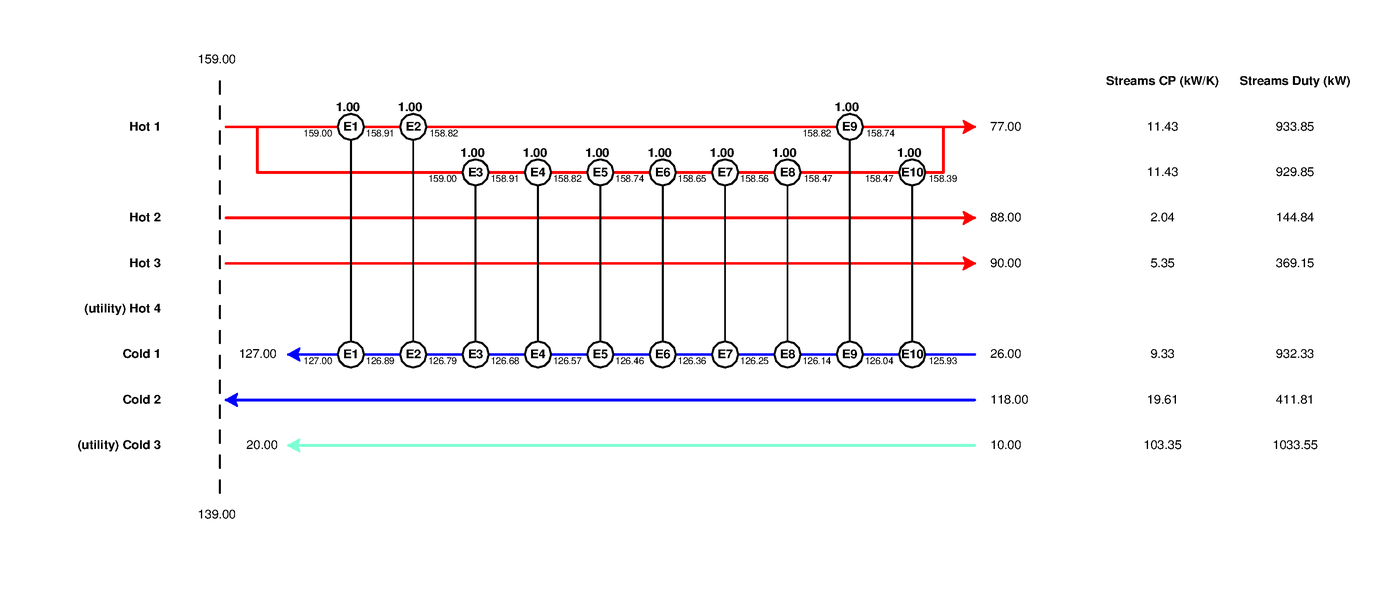 159.00
Streams CP (kW/K) Streams Duty (kW)
1.00 1.00 1.00
Hot 1 E1 E2 E9 77.00 11.43 933.85
159.00 158.91 158.82 158.82 158.74
1.00 1.00 1.00 1.00 1.00 1.00 1.00
E3 E4 E5 E6 E7 E8 E10 11.43 929.85
159.00 158.91 158.82 158.74 158.65 158.56 158.47 158.47 158.39
Hot 2 88.00 2.04 144.84
Hot 3 90.00 5.35 369.15
(utility) Hot 4
Cold 1 127.00 E1 E2 E3 E4 E5 E6 E7 E8 E9 E10 26.00 9.33 932.33
127.00 126.89 126.79 126.68 126.57 126.46 126.36 126.25 126.14 126.04 125.93
Cold 2 118.00 19.61 411.81
(utility) Cold 3 20.00 10.00 103.35 1033.55
139.00